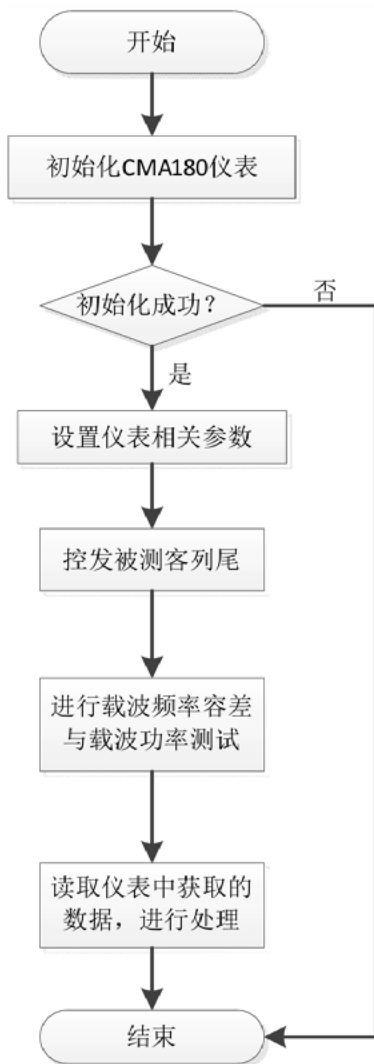 开始
初始化CMA180仪表
初始化成功？
否
是
设置仪表相关参数
控发被测客列尾
进行载波频率容差
与载波功率测试
读取仪表中获取的
数据，进行处理
结束